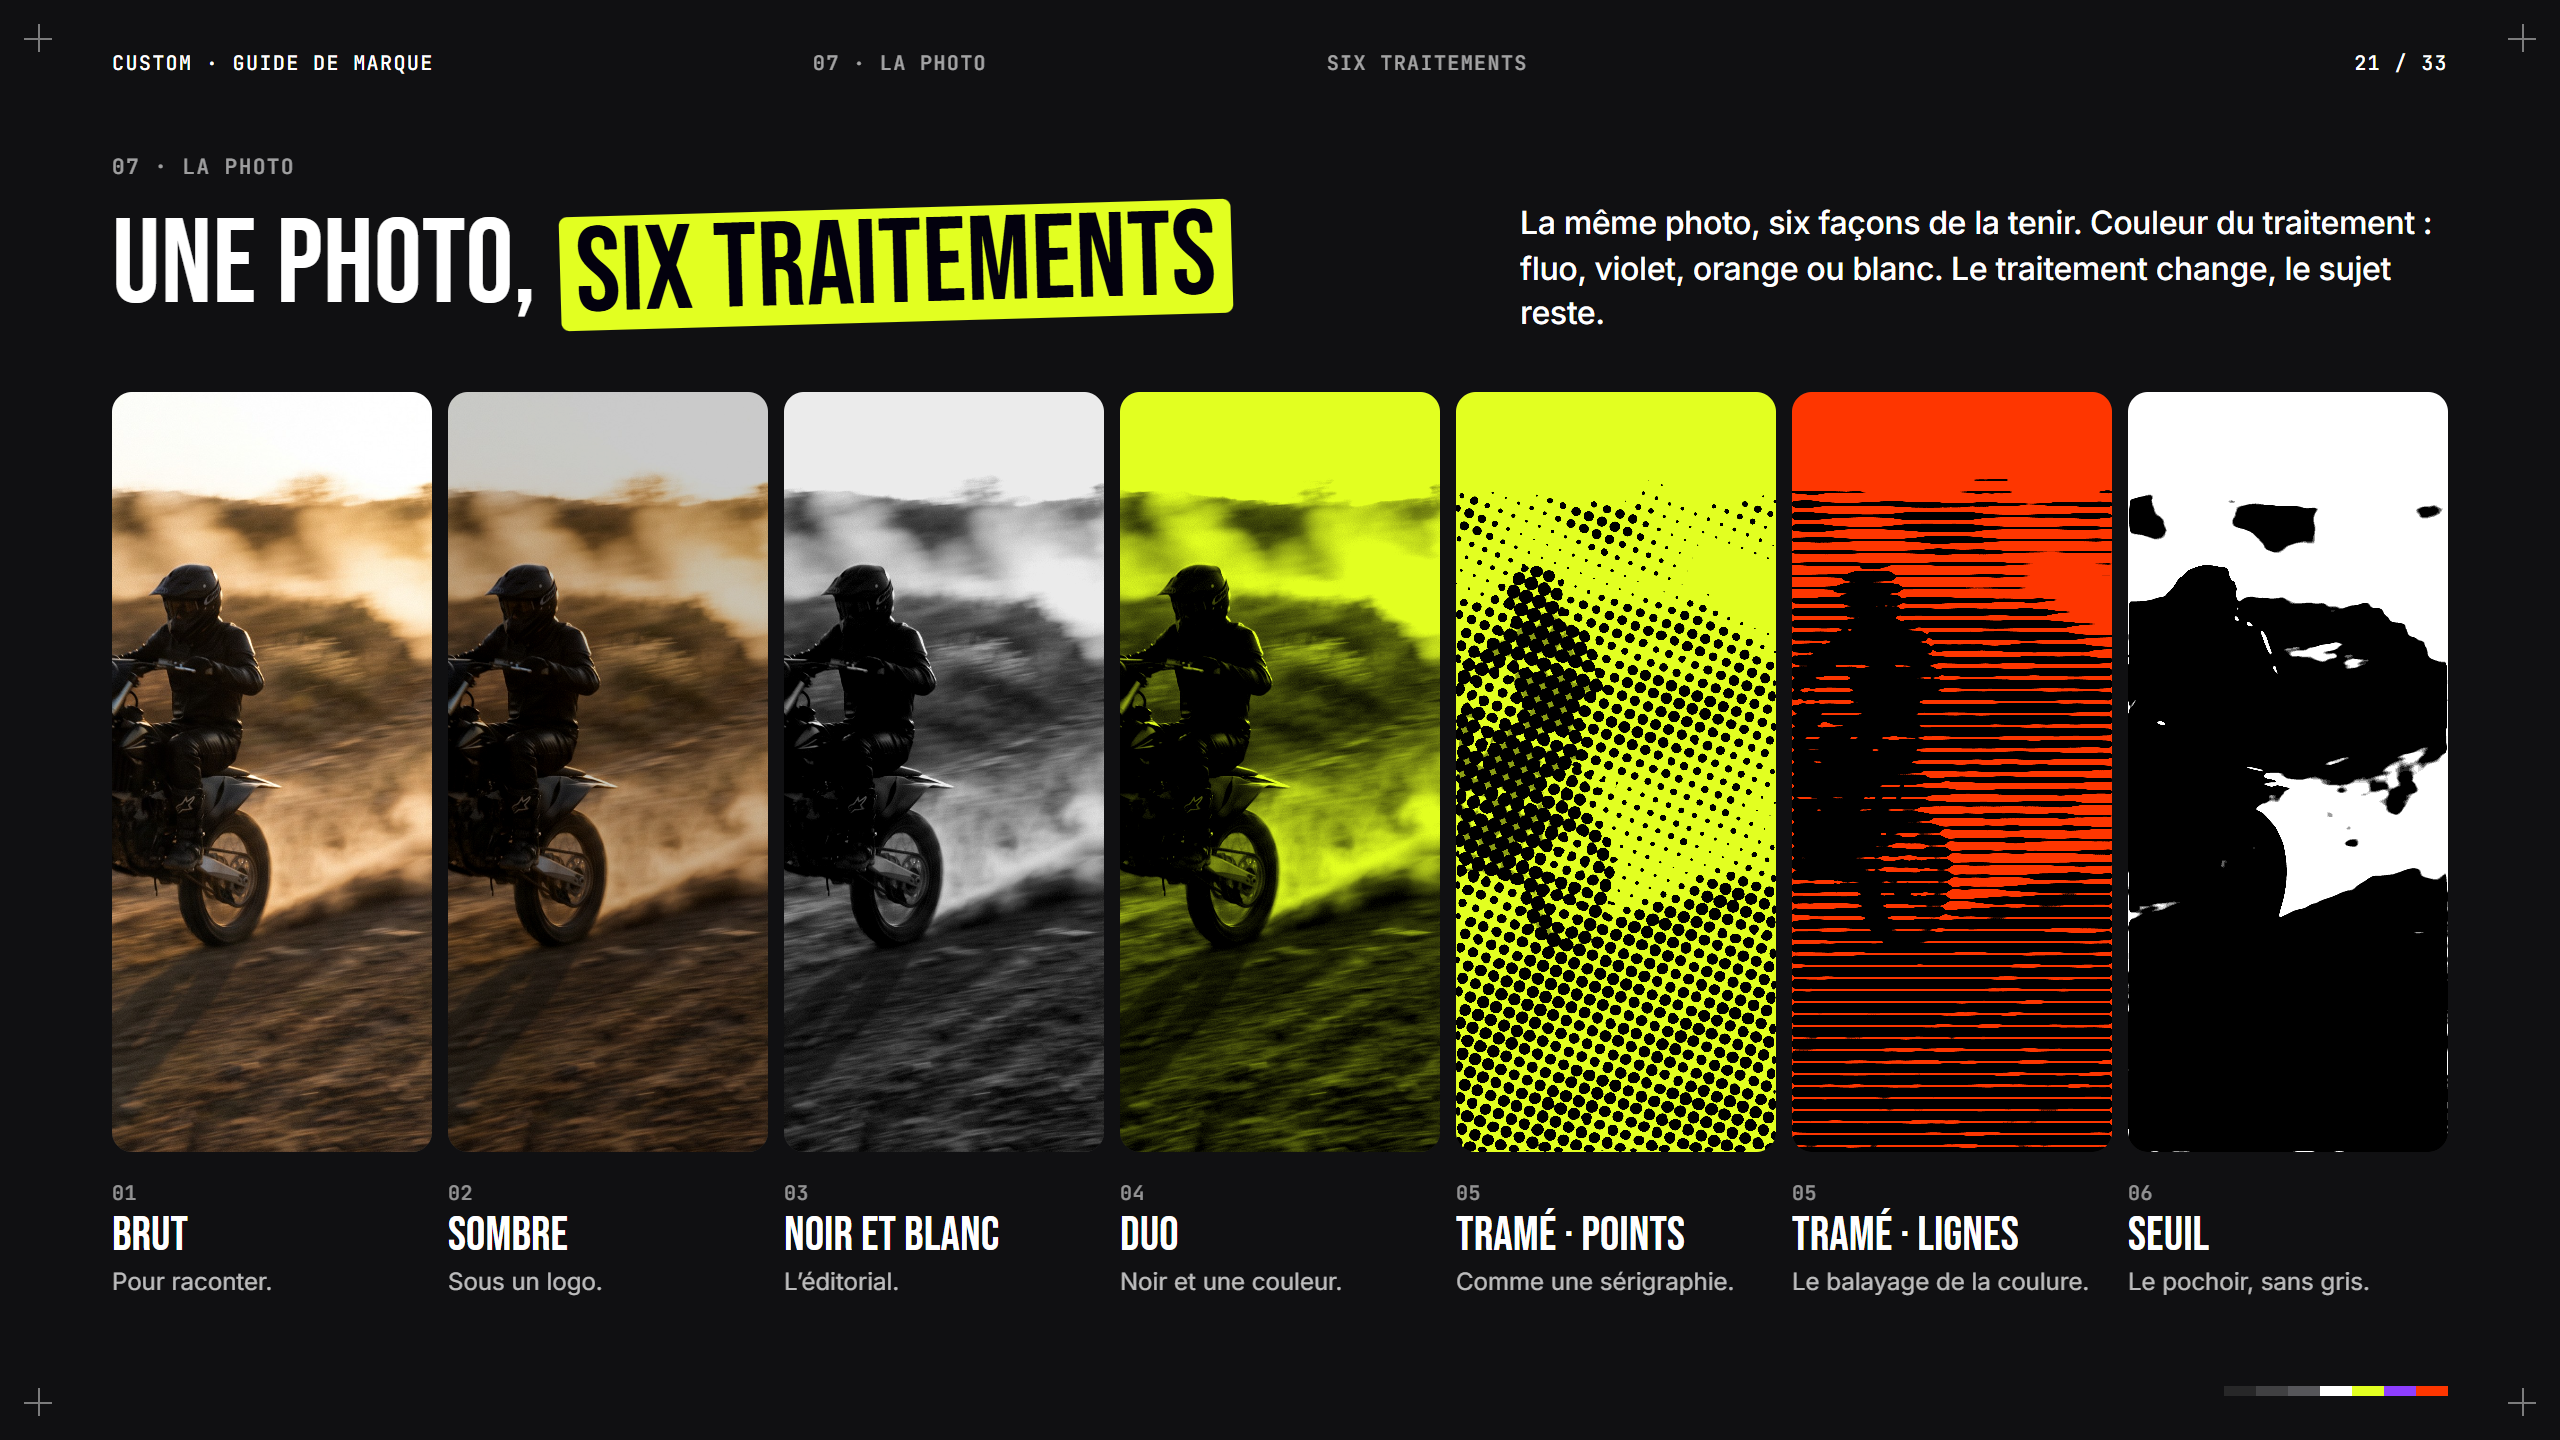 CUSTOM · GUIDE DE MARQUE
07 · LA PHOTO
SIX TRAITEMENTS
21 / 33
07 · LA PHOTO
UNE PHOTO, SIX TRAITEMENTS
La même photo, six façons de la tenir. Couleur du traitement :
fluo, violet, orange ou blanc. Le traitement change, le sujet
reste.
01
BRUT
Pour raconter.
02
SOMBRE
Sous un logo.
03
NOIR ET BLANC
L’éditorial.
04
DUO
Noir et une couleur.
05
TRAMÉ · POINTS
Comme une sérigraphie.
05
TRAMÉ · LIGNES
Le balayage de la coulure.
06
SEUIL
Le pochoir, sans gris.